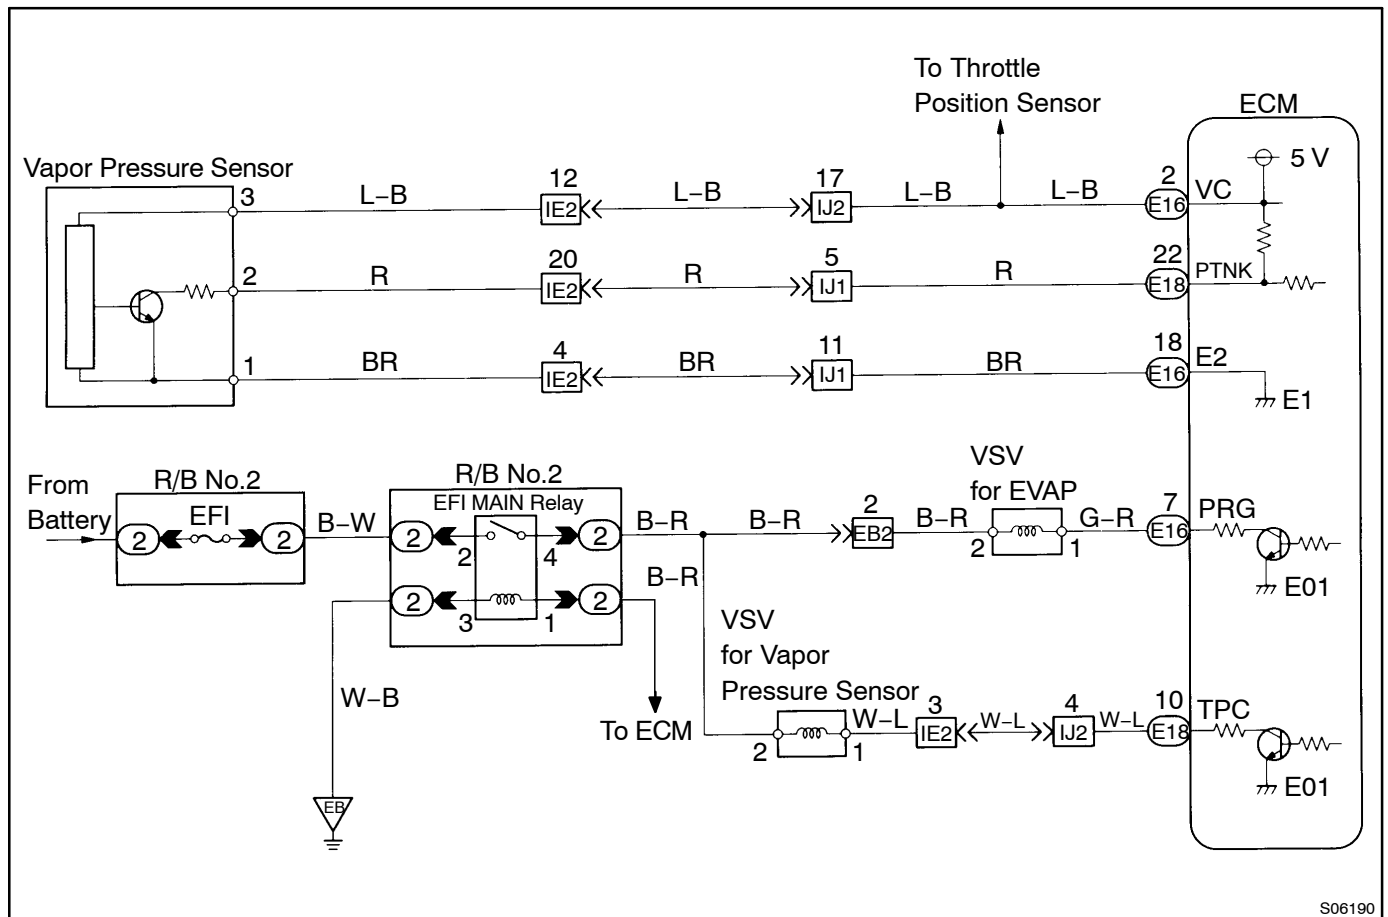 To Throttle
Position Sensor
ECM
5 V
Vapor Pressure Sensor
3 L–B 12 IE2 L–B 17 IJ2 L–B L–B 2 E16 VC
2 R 20 IE2 R 5 IJ1 R 22 E18 PTNK
1 BR 4 IE2 BR 11 IJ1 BR 18 E16 E2
E1
From
Battery
R/B No.2
2 EFI 2
B–W
R/B No.2
EFI MAIN Relay
2 2 4 2
2 3 1 2
B–R B–R 2 EB2 B–R
VSV
for EVAP
2 1 G–R 7 E16 PRG
E01
B–R
W–B
EB
To ECM
VSV
for Vapor
Pressure Sensor
2 1 W–L 3 IE2 W–L 4 IJ2 W–L 10 E18 TPC
E01
S06190